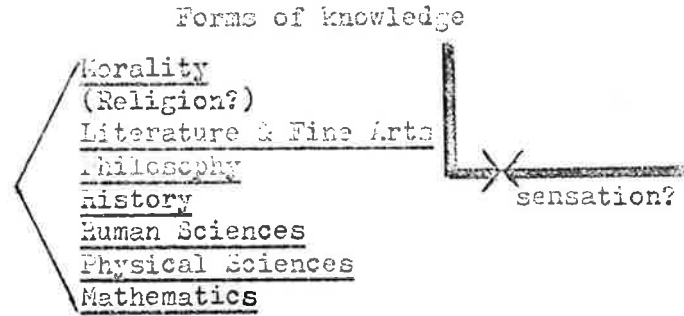 Forms of knowledge
Morality
(Religion?)
Literature & Fine Arts
Philosophy
History
sensation?
Human Sciences
Physical Sciences
Mathematics